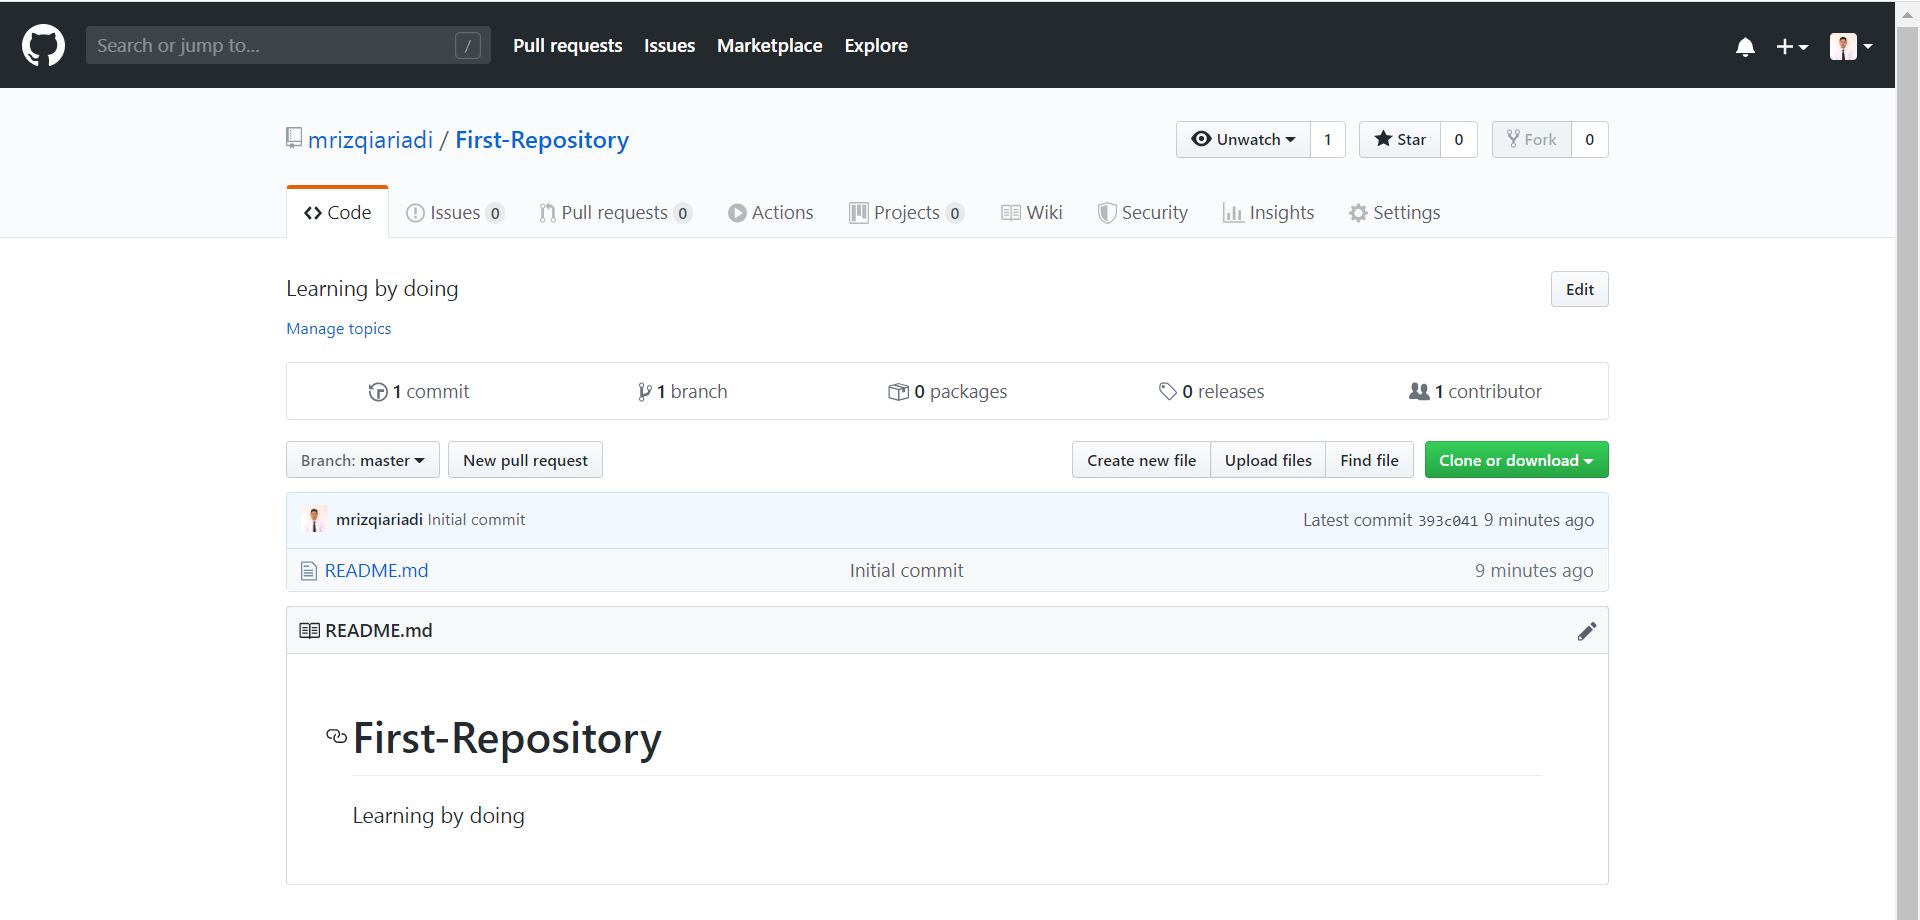 Search or jump to... /
Pull requests Issues Marketplace Explore
mrizqiariadi / First-Repository
Unwatch 1 Star 0 Fork 0
Code Issues 0 Pull requests 0 Actions Projects 0 Wiki Security Insights Settings
Learning by doing Edit
Manage topics
1 commit 1 branch 0 packages 0 releases 1 contributor
Branch: master New pull request Create new file Upload files Find file Clone or download
mrizqiariadi Initial commit Latest commit 393c041 9 minutes ago
README.md Initial commit 9 minutes ago
README.md
First-Repository
Learning by doing